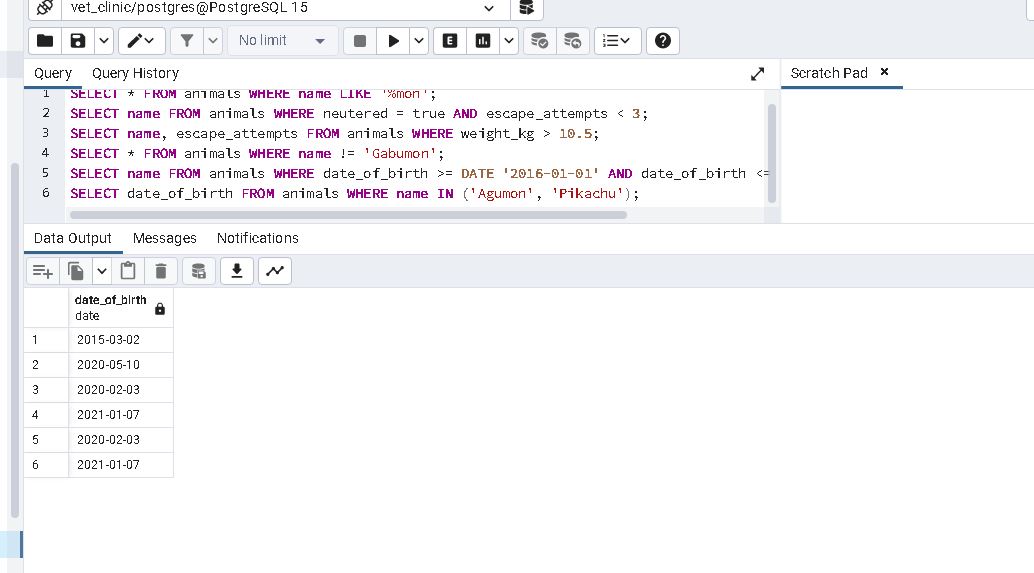 vet_clinic/postgres@PostgreSQL 15
No limit
E
Query Query History
Scratch Pad
1 SELECT * FROM animals WHERE name LIKE '%mon';
2 SELECT name FROM animals WHERE neutered = true AND escape_attempts < 3;
3 SELECT name, escape_attempts FROM animals WHERE weight_kg > 10.5;
4 SELECT * FROM animals WHERE name != 'Gabumon';
5 SELECT name FROM animals WHERE date_of_birth >= DATE '2016-01-01' AND date_of_birth <=
6 SELECT date_of_birth FROM animals WHERE name IN ('Agumon', 'Pikachu');
Data Output Messages Notifications
date_of_birth
date
1 2015-03-02
2 2020-05-10
3 2020-02-03
4 2021-01-07
5 2020-02-03
6 2021-01-07